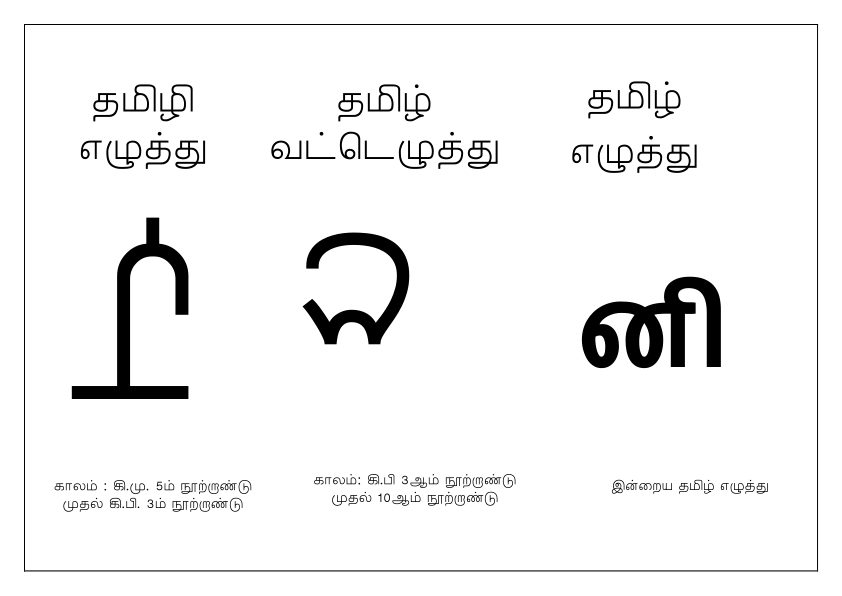 தமிழி
எழுத்து
தமிழ்
வட்டெழுத்து
தமிழ்
எழுத்து
னி
காலம் : கி.மு. 5ம் நூற்றாண்டு
முதல் கி.பி. 3ம் நூற்றாண்டு
காலம்: கி.பி 3ஆம் நூற்றாண்டு
முதல் 10ஆம் நூற்றாண்டு
இன்றைய தமிழ் எழுத்து